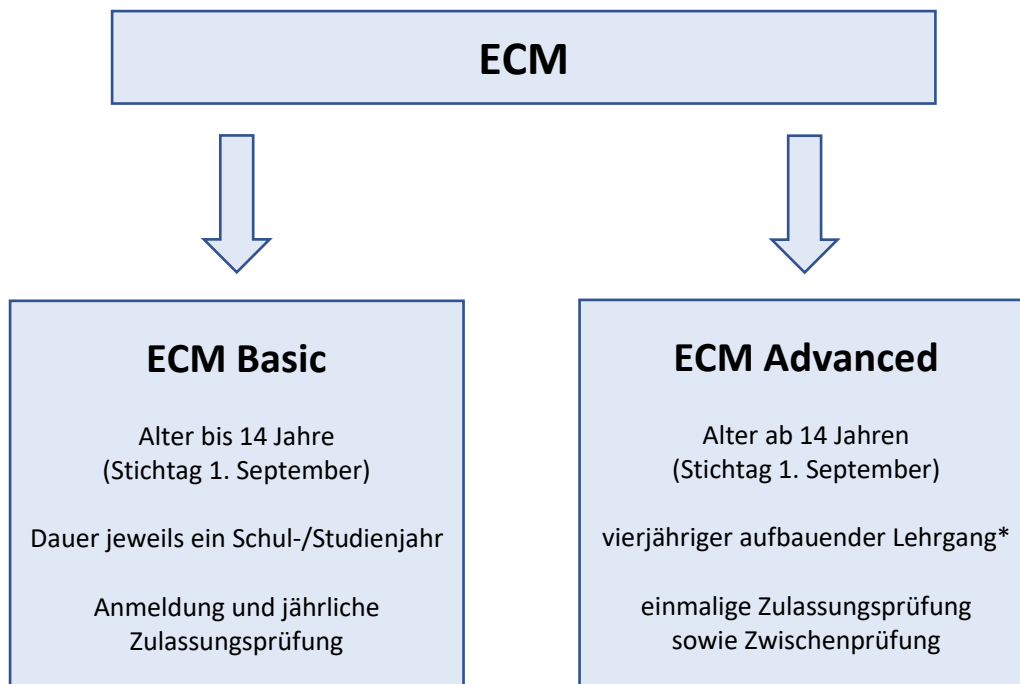 ECM
ECM Basic
Alter bis 14 Jahre
(Stichtag 1. September)
Dauer jeweils ein Schul-/Studienjahr
Anmeldung und jährliche
Zulassungsprüfung
ECM Advanced
Alter ab 14 Jahren
(Stichtag 1. September)
vierjähriger aufbauender Lehrgang*
einmalige Zulassungsprüfung
sowie Zwischenprüfung